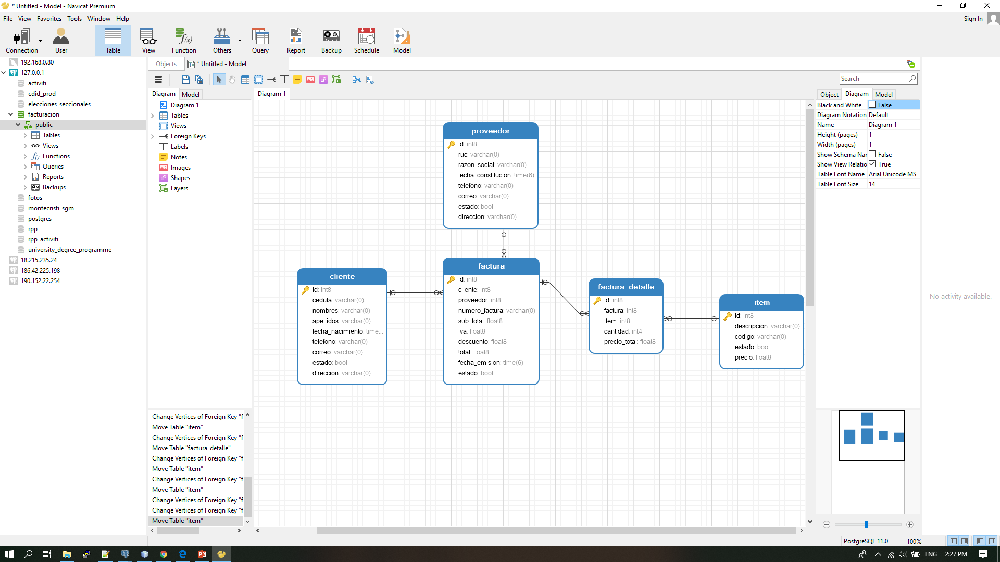 * Untitled - Model - Navicat Premium
File View Favorites Tools Window Help
Sign In
Connection User Table View Function Others Query Report Backup Schedule Model
192.168.0.80
127.0.0.1
activiti
cdid_prod
elecciones_seccionales
facturacion
public
Tables
Views
Functions
Queries
Reports
Backups
fotos
montecristi_sgm
postgres
rpp
rpp_activiti
university_degree_programme
18.215.235.24
186.42.225.198
190.152.22.254
Objects * Untitled - Model
Search
Diagram Model
Diagram 1
Tables
Views
Foreign Keys
Labels
Notes
Images
Shapes
Layers
Change Vertices of Foreign Key "f
Move Table "item"
Change Vertices of Foreign Key "f
Move Table "factura_detalle"
Change Vertices of Foreign Key "f
Move Table "item"
Change Vertices of Foreign Key "f
Move Table "item"
Change Vertices of Foreign Key "f
Change Vertices of Foreign Key "f
Move Table "item"
Diagram 1
proveedor
id: int8
ruc: varchar(0)
razon_social: varchar(0)
fecha_constitucion: time(6)
telefono: varchar(0)
correo: varchar(0)
estado: bool
direccion: varchar(0)
cliente
id: int8
cedula: varchar(0)
nombres: varchar(0)
apellidos: varchar(0)
fecha_nacimiento: time...
telefono: varchar(0)
correo: varchar(0)
estado: bool
direccion: varchar(0)
factura
id: int8
cliente: int8
proveedor: int8
numero_factura: varchar(0)
sub_total: float8
iva: float8
descuento: float8
total: float8
fecha_emision: time(6)
estado: bool
factura_detalle
id: int8
factura: int8
item: int8
cantidad: int4
precio_total: float8
item
id: int8
descripcion: varchar(0)
codigo: varchar(0)
estado: bool
precio: float8
Object Diagram Model
Black and White False
Diagram Notation Default
Name Diagram 1
Height (pages) 1
Width (pages) 1
Show Schema Nar False
Show View Relatio True
Table Font Name Arial Unicode MS
Table Font Size 14
No activity available.
PostgreSQL 11.0 100%
ENG 2:27 PM